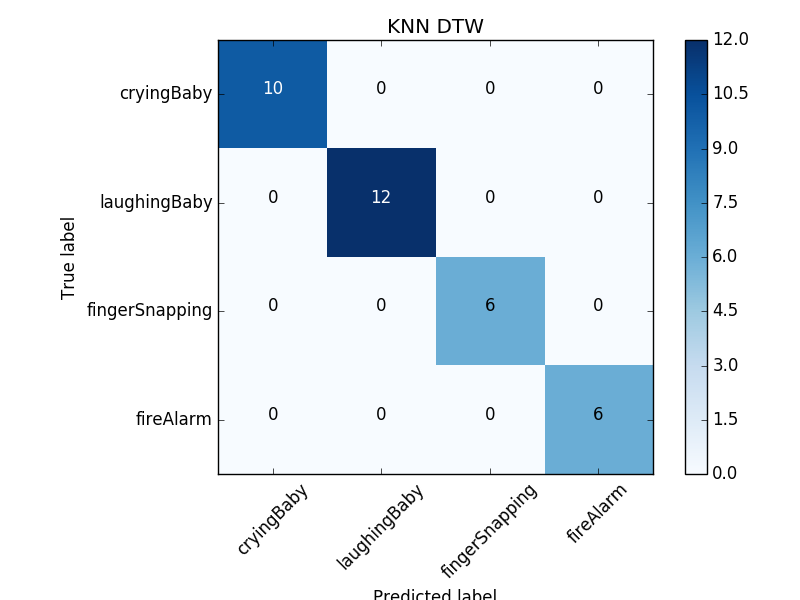 KNN DTW
cryingBaby 10 0 0 0
laughingBaby 0 12 0 0
fingerSnapping 0 0 6 0
fireAlarm 0 0 0 6
True label
cryingBaby laughingBaby fingerSnapping fireAlarm
Predicted label
12.0
10.5
9.0
7.5
6.0
4.5
3.0
1.5
0.0